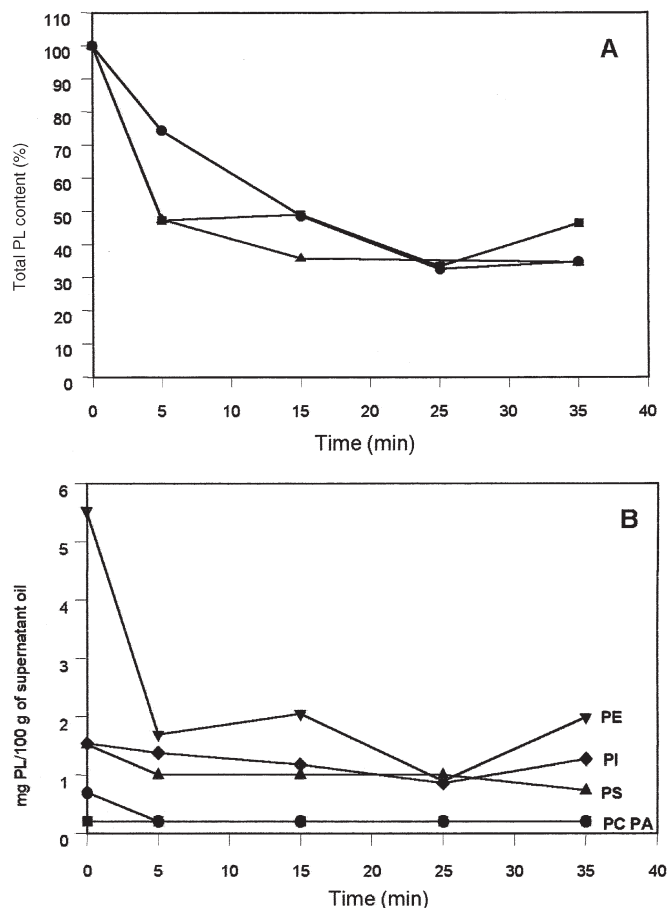 A
Total PL content (%)
110
100
90
80
70
60
50
40
30
20
10
0
0 5 10 15 20 25 30 35 40
Time (min)
B
mg PL/100 g of supernatant oil
6
5
4
3
2
1
0
PE
PI
PS
PC PA
0 5 10 15 20 25 30 35 40
Time (min)